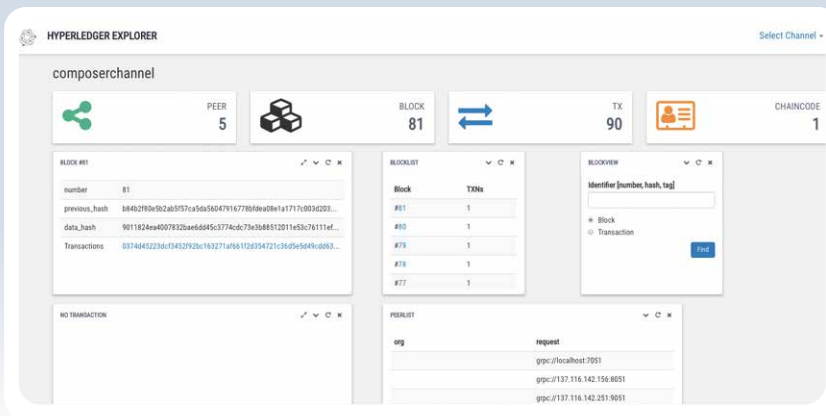 HYPERLEDGER EXPLORER
Select Channel
composerchannel
PEER
5
BLOCK
81
TX
90
CHAINCODE
1
BLOCK #81
number 81
previous_hash
data_hash
Transactions
BLOCKLIST
Block TXNs
#81 1
#80 1
#79 1
#78 1
#77 1
BLOCKVIEW
Identifier [number, hash, tag]
Block
Transaction
Find
NO TRANSACTION
PEERLIST
org request
grpc://localhost:7051
grpc://137.116.142.156:8051
grpc://137.116.142.251:9051